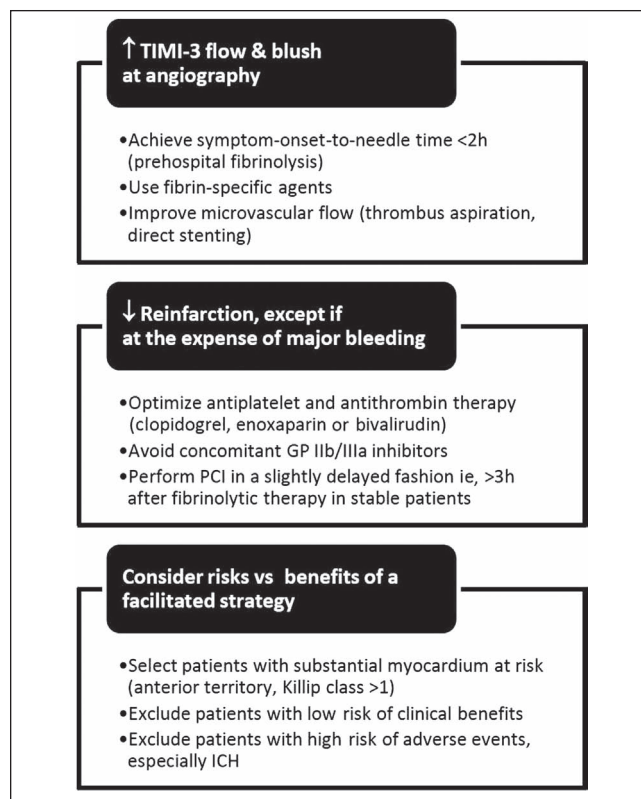 ↑ TIMI-3 flow & blush
at angiography
•Achieve symptom-onset-to-needle time <2h
(prehospital fibrinolysis)
•Use fibrin-specific agents
•Improve microvascular flow (thrombus aspiration,
direct stenting)
↓ Reinfarction, except if
at the expense of major bleeding
•Optimize antiplatelet and antithrombin therapy
(clopidogrel, enoxaparin or bivalirudin)
•Avoid concomitant GP IIb/IIIa inhibitors
•Perform PCI in a slightly delayed fashion ie, >3h
after fibrinolytic therapy in stable patients
Consider risks vs benefits of a
facilitated strategy
•Select patients with substantial myocardium at risk
(anterior territory, Killip class >1)
•Exclude patients with low risk of clinical benefits
•Exclude patients with high risk of adverse events,
especially ICH